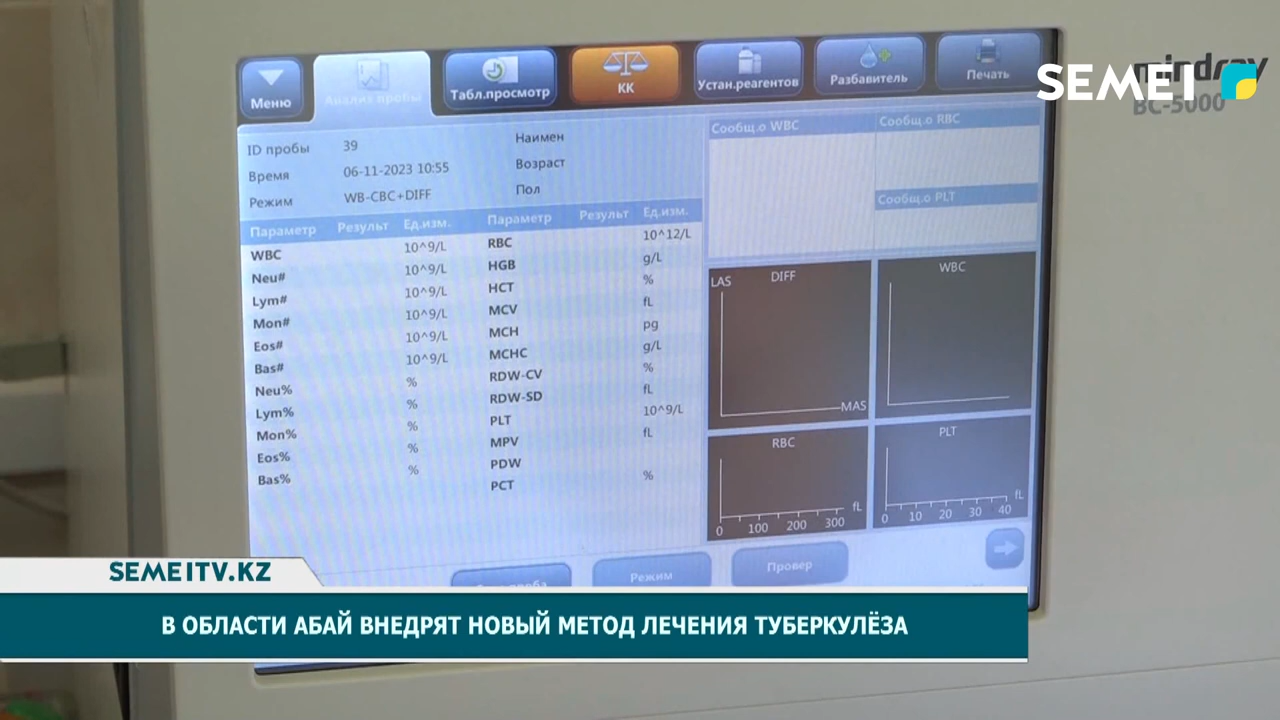 Меню
Анализ пробы
Табл.просмотр
КК
Устан.реагентов
Разбавитель
Печать
mindray
BC-5000
SEMEI
ID пробы 39 Наимен
Время 06-11-2023 10:55 Возраст
Режим WB-CBC+DIFF Пол
Параметр Результ Ед.изм. Параметр Результ Ед.изм.
WBC 10^9/L RBC 10^12/L
Neu# 10^9/L HGB g/L
Lym# 10^9/L HCT %
Mon# 10^9/L MCV fL
Eos# 10^9/L MCH pg
Bas# 10^9/L MCHC g/L
Neu% % RDW-CV %
Lym% % RDW-SD fL
Mon% % PLT 10^9/L
Eos% % MPV fL
Bas% % PDW
PCT %
Сообщ.о WBC
Сообщ.о RBC
Сообщ.о PLT
LAS DIFF
MAS
WBC
RBC
fL
0 100 200 300
PLT
fL
0 10 20 30 40
Режим
Провер
SEMEITV.KZ
В ОБЛАСТИ АБАЙ ВНЕДРЯТ НОВЫЙ МЕТОД ЛЕЧЕНИЯ ТУБЕРКУЛЁЗА